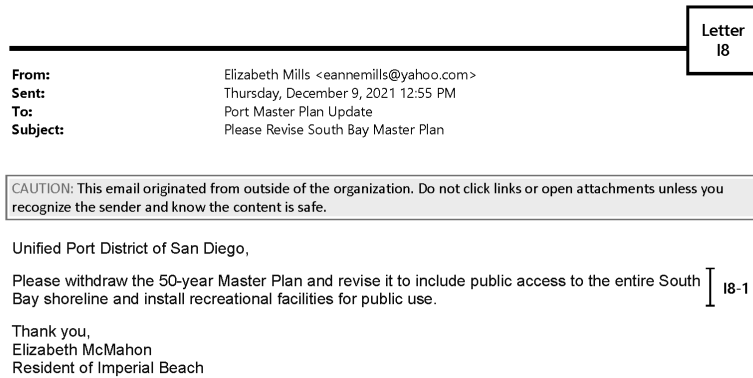 Letter
I8
From: Elizabeth Mills <eannemills@yahoo.com>
Sent: Thursday, December 9, 2021 12:55 PM
To: Port Master Plan Update
Subject: Please Revise South Bay Master Plan
CAUTION: This email originated from outside of the organization. Do not click links or open attachments unless you
recognize the sender and know the content is safe.
Unified Port District of San Diego,
Please withdraw the 50-year Master Plan and revise it to include public access to the entire South
Bay shoreline and install recreational facilities for public use.
I8-1
Thank you,
Elizabeth McMahon
Resident of Imperial Beach